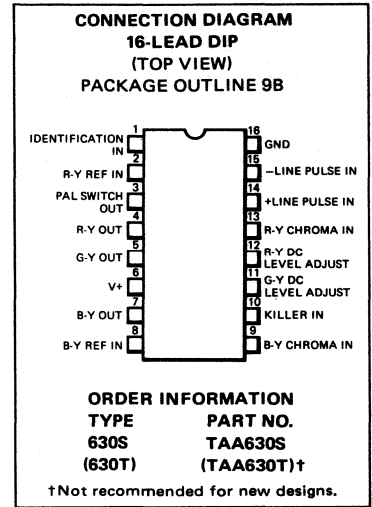 CONNECTION DIAGRAM
16-LEAD DIP
(TOP VIEW)
PACKAGE OUTLINE 9B
1
IDENTIFICATION
IN
2
R-Y REF IN
3
PAL SWITCH
OUT
4
R-Y OUT
5
G-Y OUT
6
V+
7
B-Y OUT
8
B-Y REF IN
16
GND
15
–LINE PULSE IN
14
+LINE PULSE IN
13
R-Y CHROMA IN
12
R-Y DC
LEVEL ADJUST
11
G-Y DC
LEVEL ADJUST
10
KILLER IN
9
B-Y CHROMA IN
ORDER INFORMATION
TYPE PART NO.
630S TAA630S
(630T) (TAA630T)†
†Not recommended for new designs.